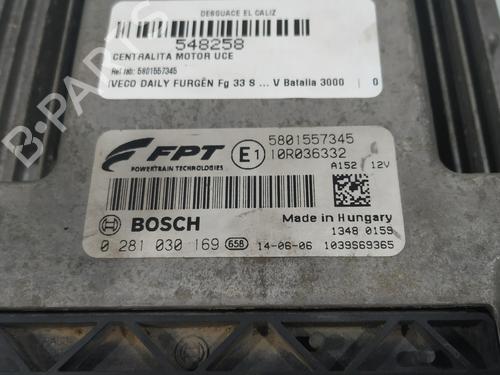 DESGUACE EL CALIZ
548258
CENTRALITA MOTOR UCE
Ref fab: 5801557345
IVECO DAILY FURGÊN Fg 33 S ... V Batalla 3000 | 0
FPT
POWERTRAIN TECHNOLOGIES
E1
5801557345
10R036332
A152 12V
BOSCH
Made in Hungary
0 281 030 169 658
14-06-06
1348 0159
1039S69365
B-PARTS